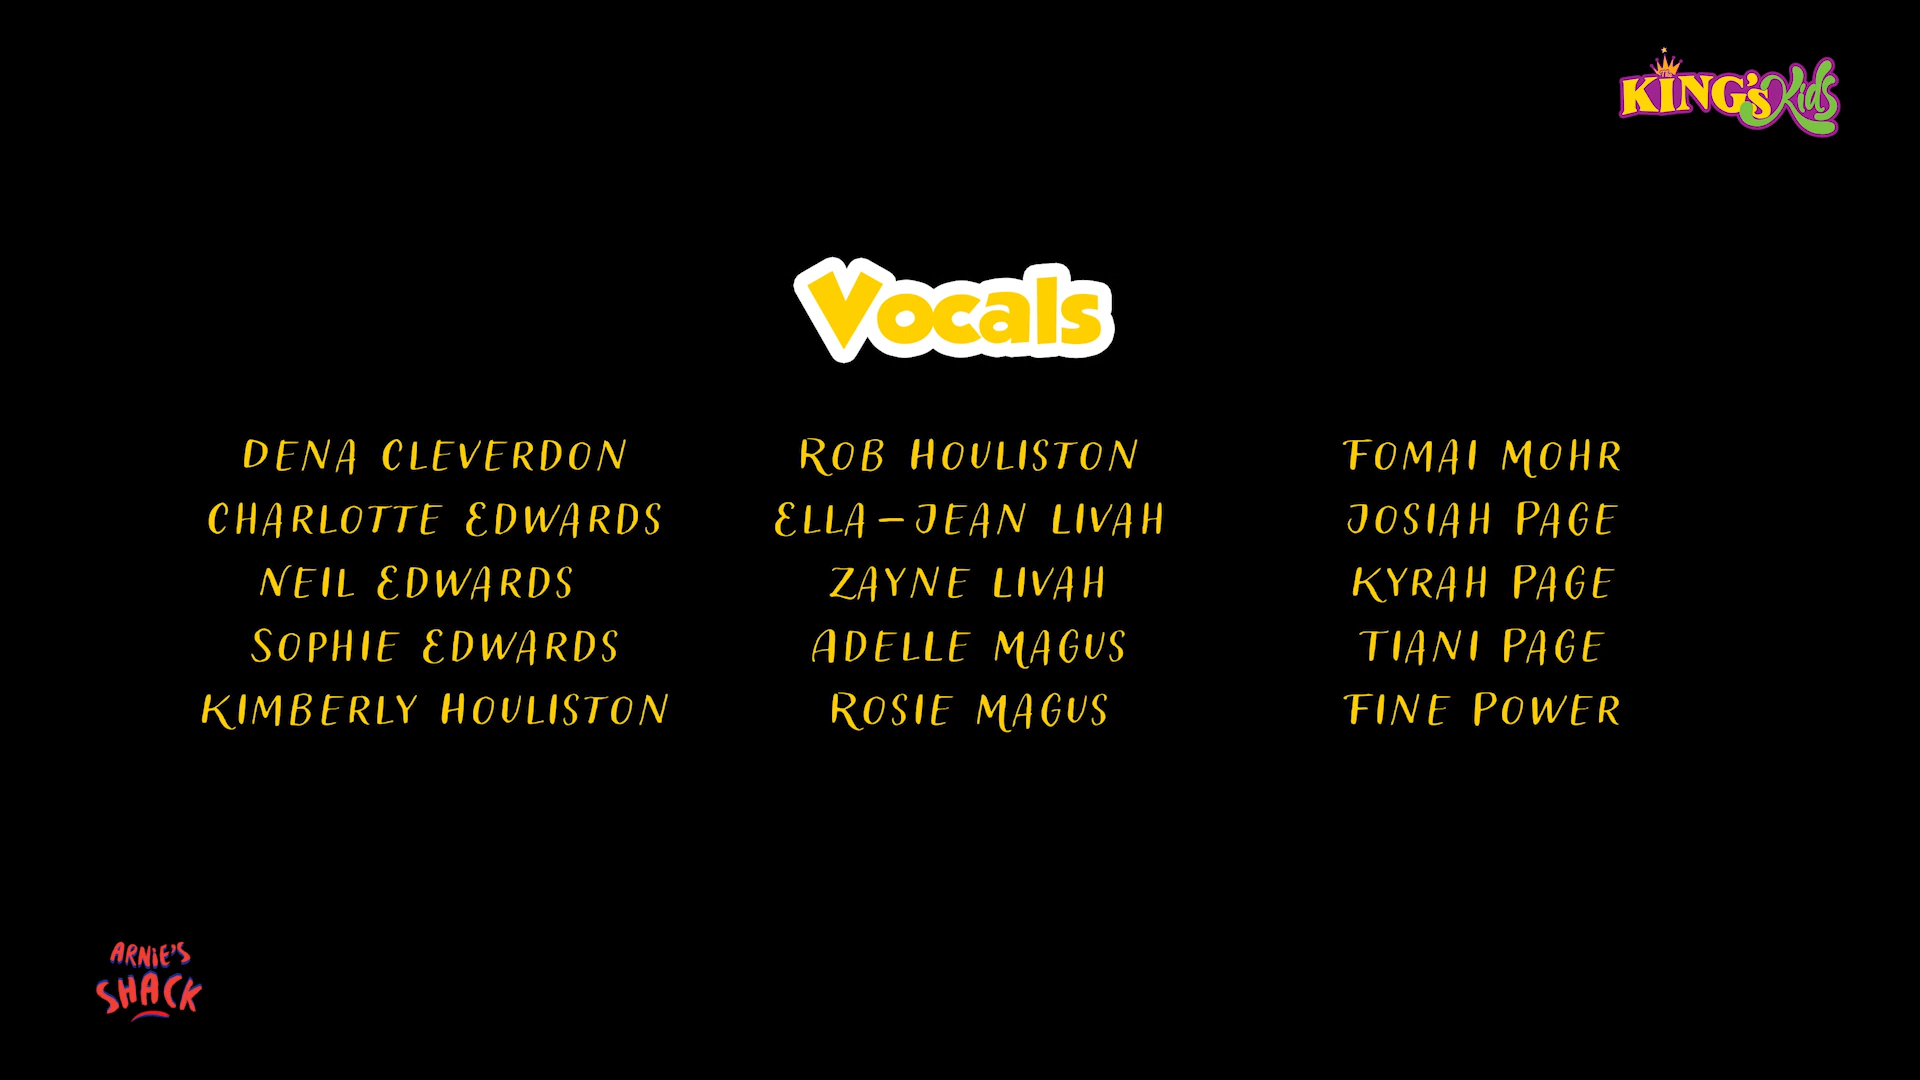 The KING'S Kids
Vocals
DENA CLEVERDON
CHARLOTTE EDWARDS
NEIL EDWARDS
SOPHIE EDWARDS
KIMBERLY HOULISTON
ROB HOULISTON
ELLA-JEAN LIVAH
ZAYNE LIVAH
ADELLE MAGUS
ROSIE MAGUS
FOMAI MOHR
JOSIAH PAGE
KYRAH PAGE
TIANI PAGE
FINE POWER
ARNIE'S
SHACK